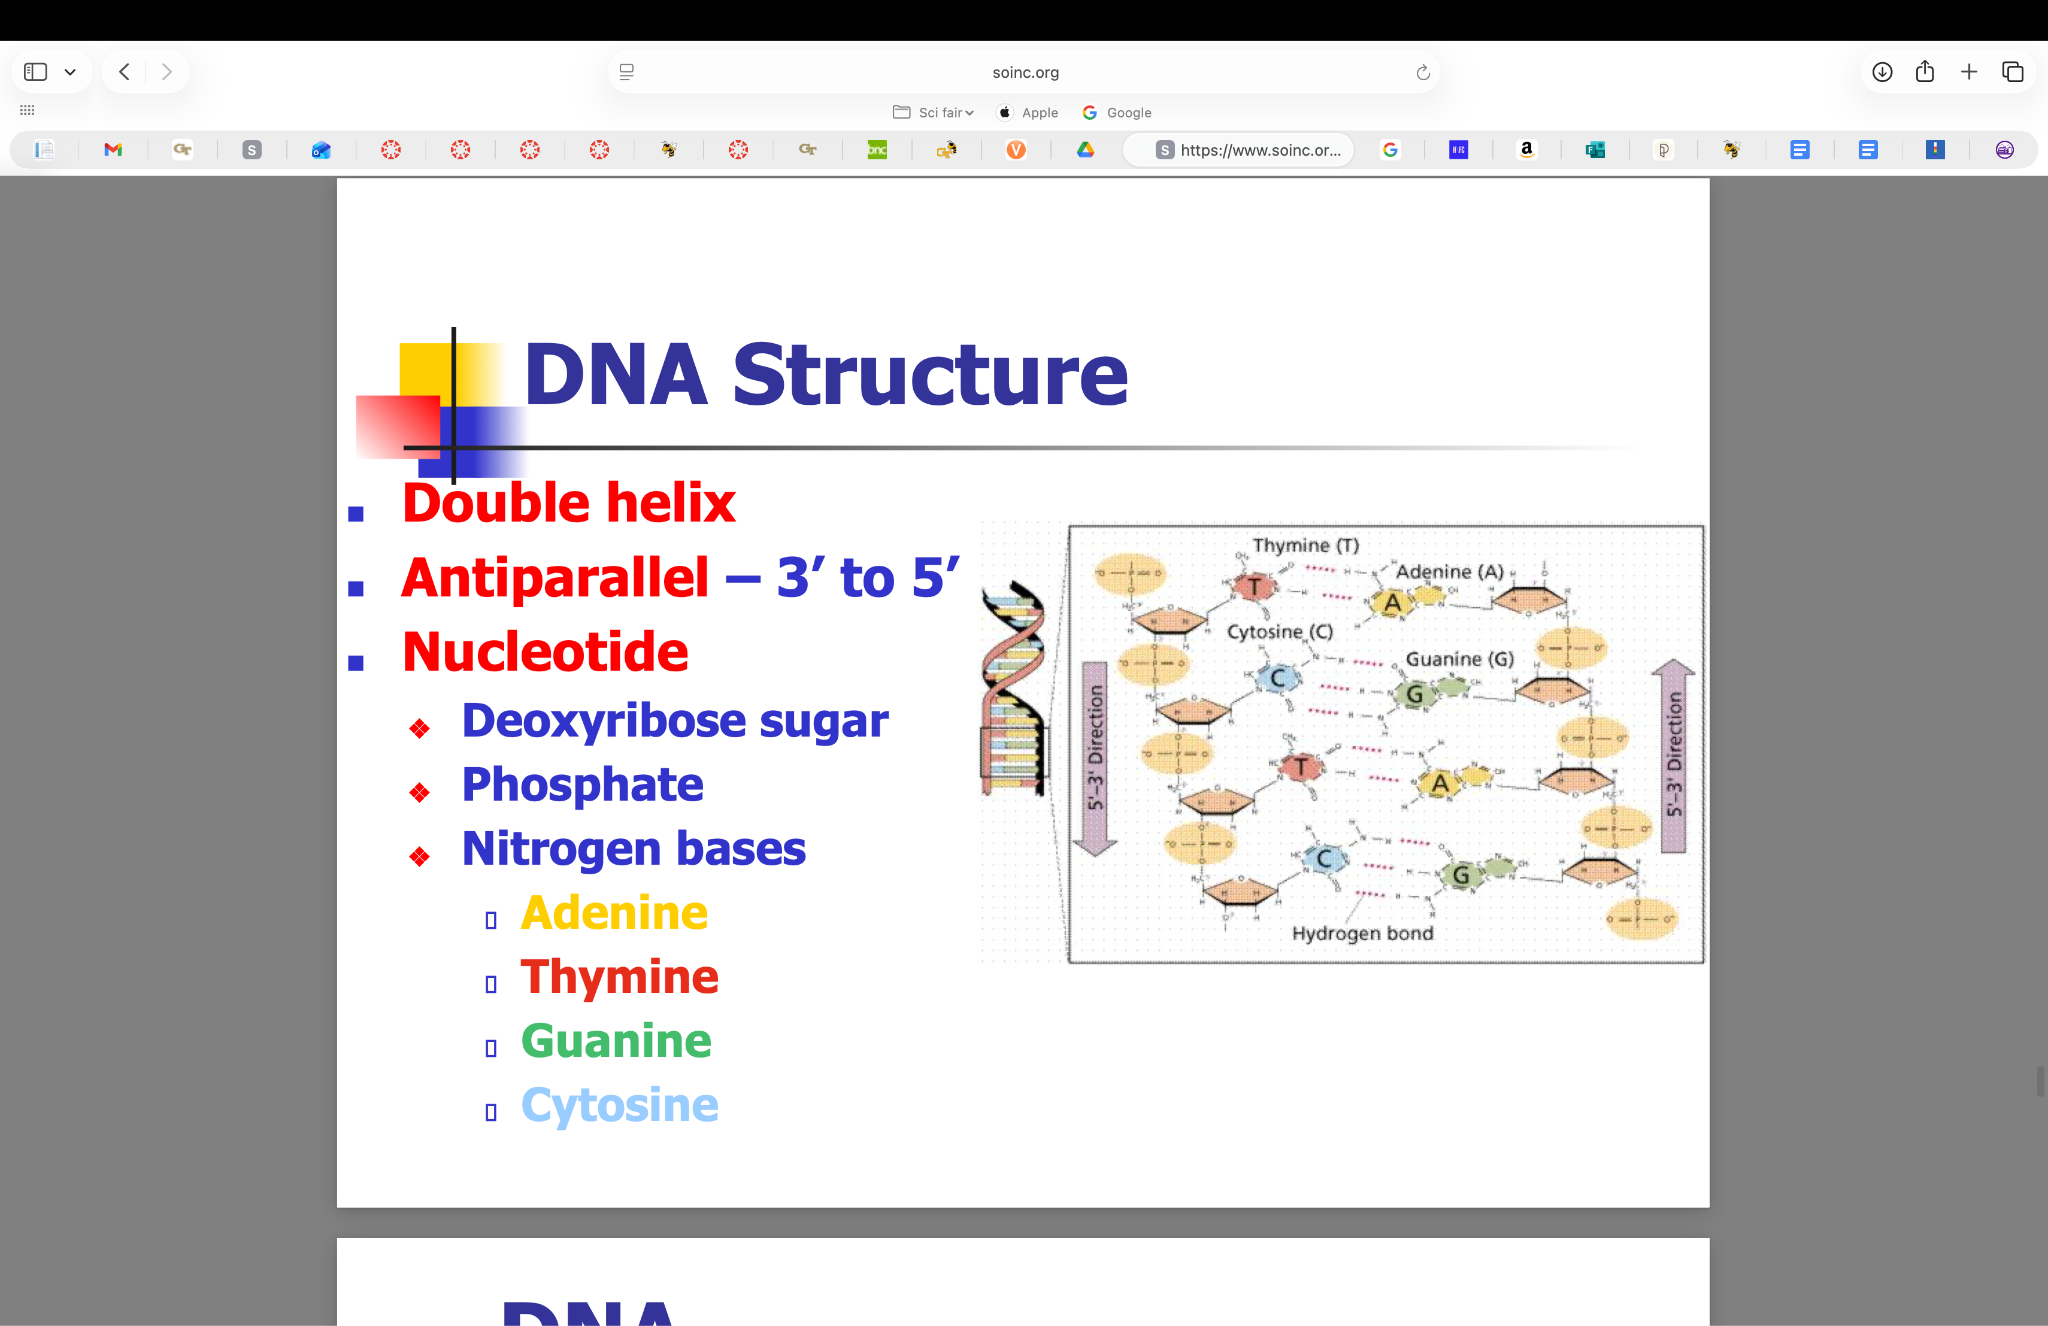 soinc.org
Sci fair
Apple
Google
https://www.soinc.or...
DNA Structure
Double helix
Antiparallel – 3’ to 5’
Nucleotide
Deoxyribose sugar
Phosphate
Nitrogen bases
Adenine
Thymine
Guanine
Cytosine
Thymine (T)
Adenine (A)
T
A
Cytosine (C)
Guanine (G)
C
G
5'–3' Direction
5'–3' Direction
T
A
C
G
Hydrogen bond
DNA